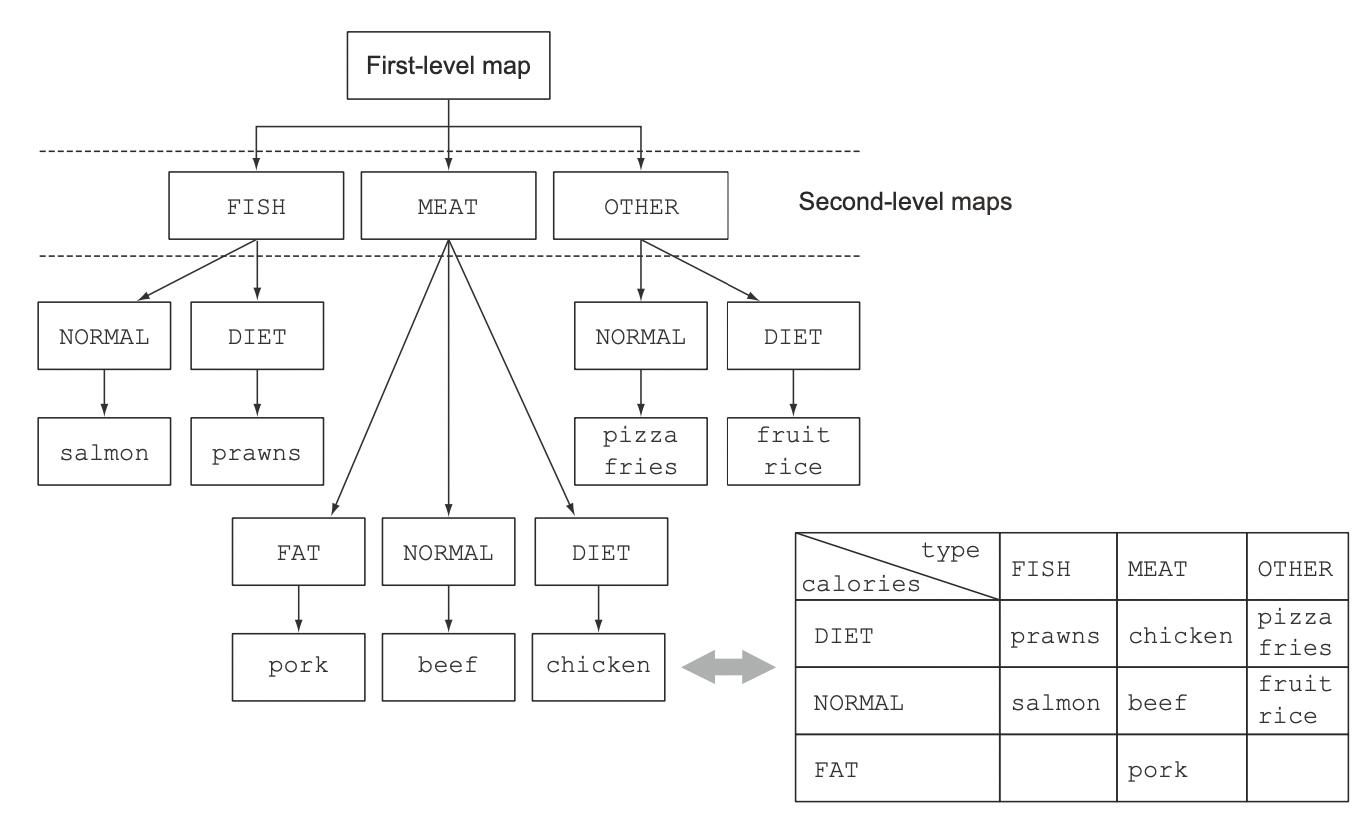 First-level map
FISH
MEAT
OTHER
Second-level maps
NORMAL
DIET
NORMAL
DIET
salmon
prawns
pizza
fries
fruit
rice
FAT
NORMAL
DIET
pork
beef
chicken
type
calories
FISH
MEAT
OTHER
DIET
prawns
chicken
pizza
fries
NORMAL
salmon
beef
fruit
rice
FAT
pork